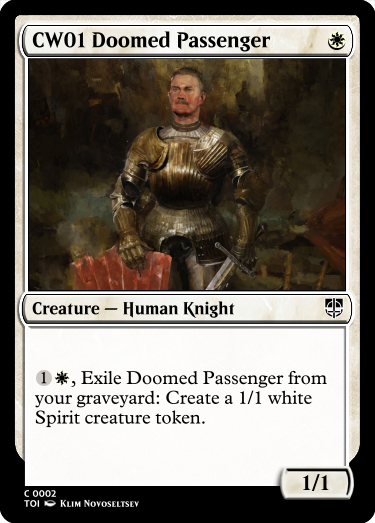 CW01 Doomed Passenger
Creature — Human Knight
1, Exile Doomed Passenger from
your graveyard: Create a 1/1 white
Spirit creature token.
1/1
C 0002
TOI Klim Novoseltsev